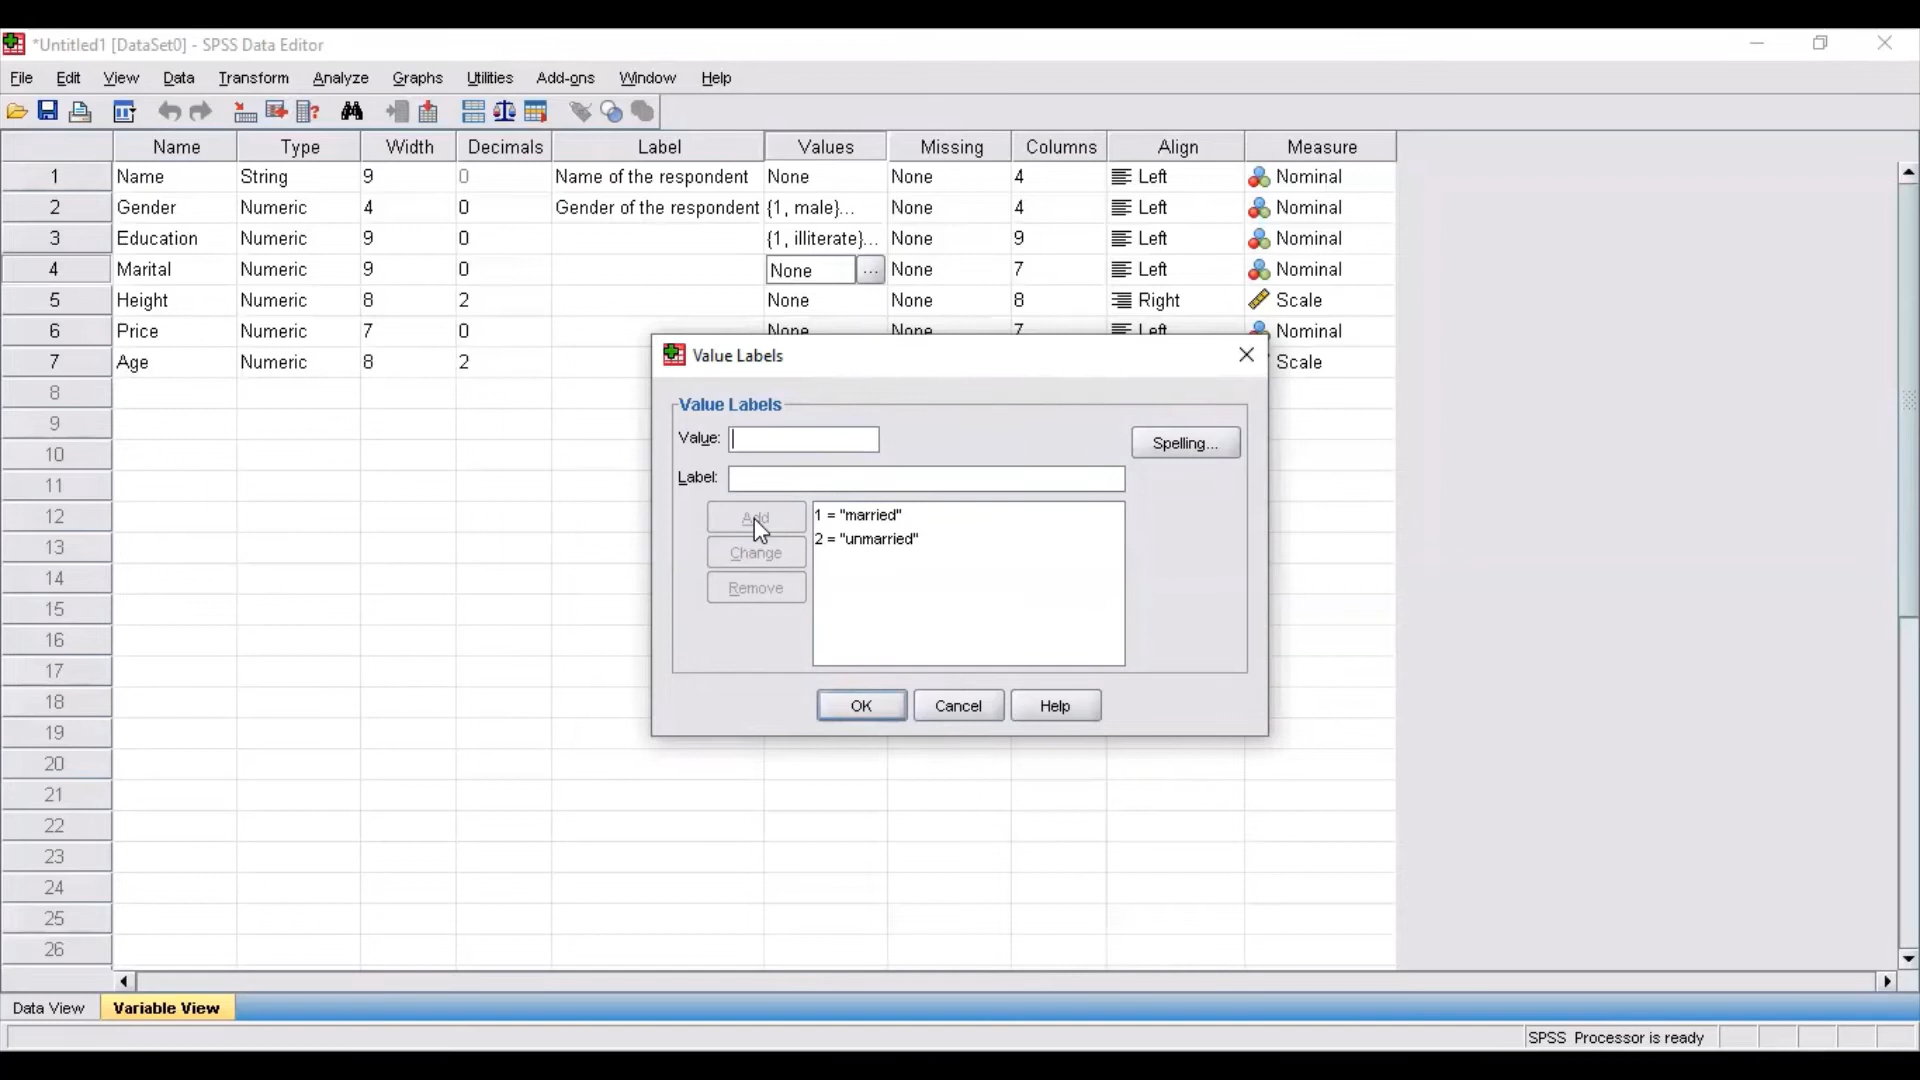 *Untitled1 [DataSet0] - SPSS Data Editor
File Edit View Data Transform Analyze Graphs Utilities Add-ons Window Help
Name Type Width Decimals Label Values Missing Columns Align Measure
1 Name String 9 0 Name of the respondent None None 4 Left Nominal
2 Gender Numeric 4 0 Gender of the respondent {1, male}... None 4 Left Nominal
3 Education Numeric 9 0 {1, illiterate}... None 9 Left Nominal
4 Marital Numeric 9 0 None ... None 7 Left Nominal
5 Height Numeric 8 2 None None 8 Right Scale
6 Price Numeric 7 0 None None 7 Left Nominal
7 Age Numeric 8 2 Scale
8
9
10
11
12
13
14
15
16
17
18
19
20
21
22
23
24
25
26
Value Labels
Value Labels
Value:
Spelling...
Label:
Add
Change
Remove
1 = "married"
2 = "unmarried"
OK Cancel Help
Data View Variable View
SPSS Processor is ready